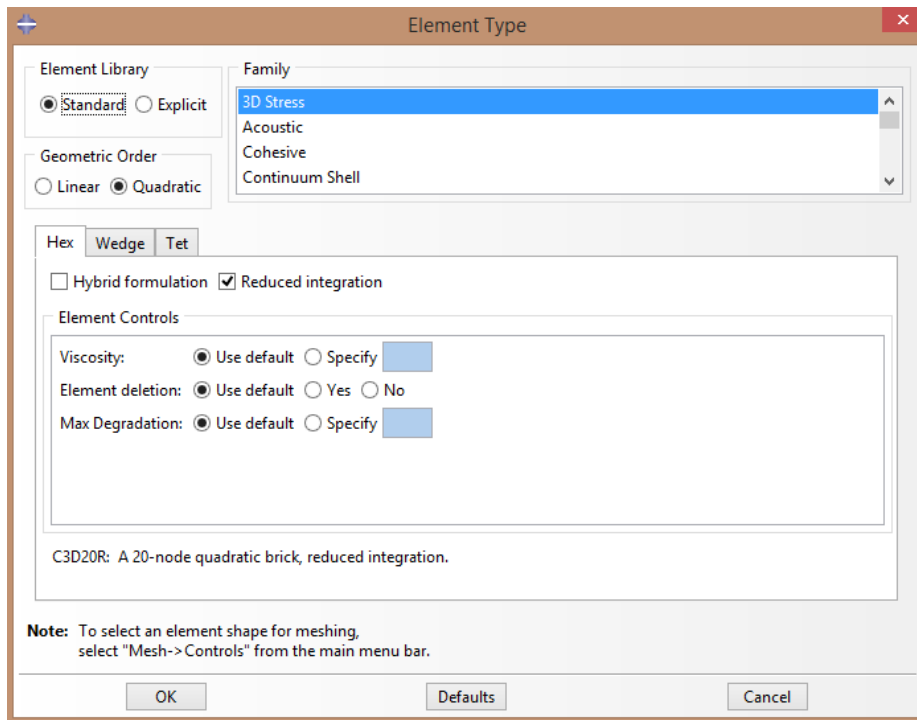 Element Type
Element Library
Standard Explicit
Geometric Order
Linear Quadratic
Family
3D Stress
Acoustic
Cohesive
Continuum Shell
Hex Wedge Tet
Hybrid formulation Reduced integration
Element Controls
Viscosity: Use default Specify
Element deletion: Use default Yes No
Max Degradation: Use default Specify
C3D20R: A 20-node quadratic brick, reduced integration.
Note: To select an element shape for meshing,
select "Mesh->Controls" from the main menu bar.
OK Defaults Cancel